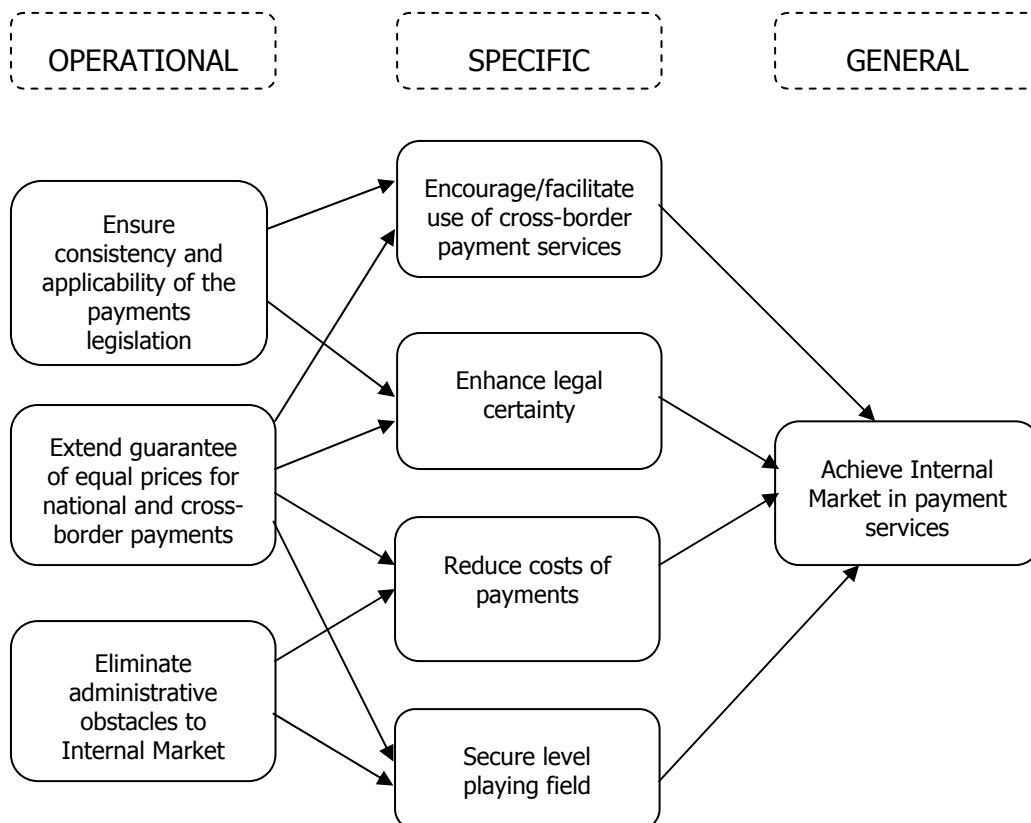 OPERATIONAL
SPECIFIC
GENERAL
Ensure
consistency and
applicability of the
payments
legislation
Extend guarantee
of equal prices for
national and cross-
border payments
Eliminate
administrative
obstacles to
Internal Market
Encourage/facilitate
use of cross-border
payment services
Enhance legal
certainty
Reduce costs of
payments
Secure level
playing field
Achieve Internal
Market in payment
services